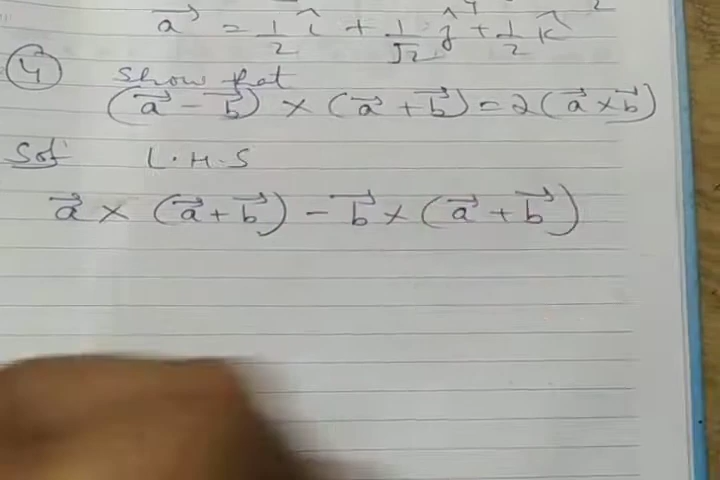 a⃗ = 1/2 î + 1/√2 ĵ + 1/2 k̂
④ Show that
(a⃗ − b⃗) × (a⃗ + b⃗) = 2(a⃗ × b⃗)
Sol L.H.S
a⃗ × (a⃗ + b⃗) − b⃗ × (a⃗ + b⃗)